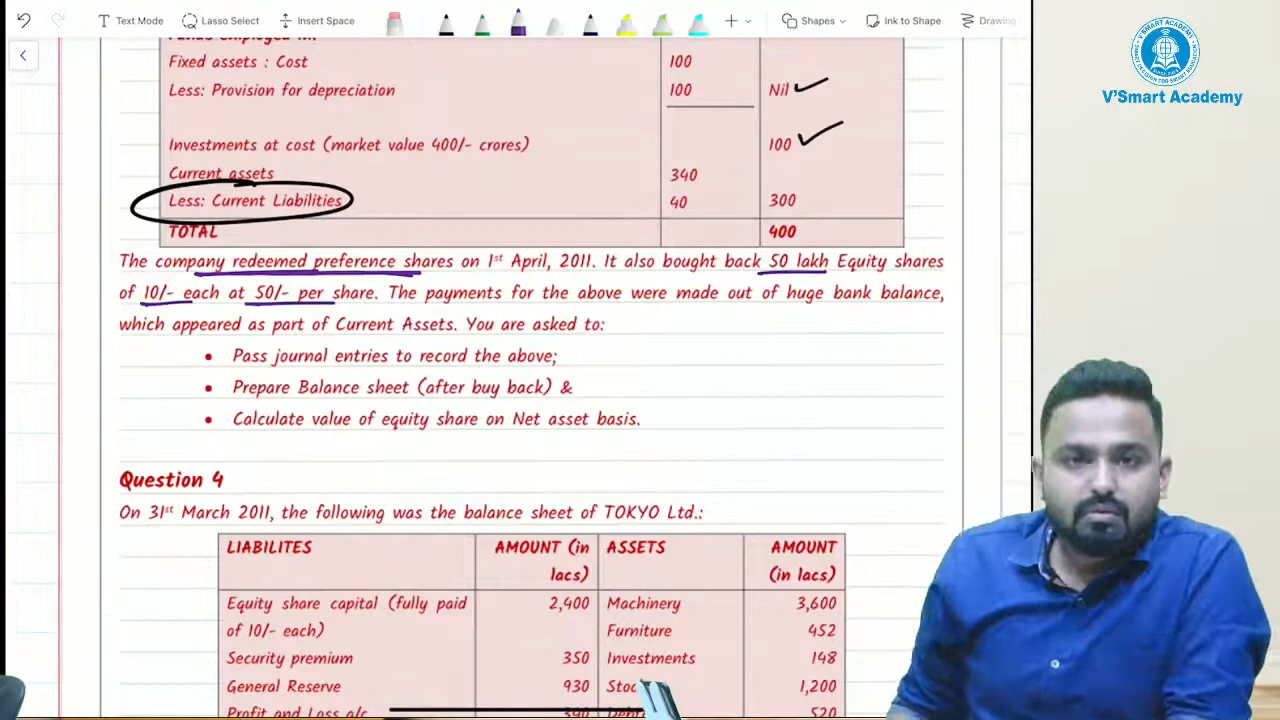 Text Mode Lasso Select Insert Space Shapes Ink to Shape Drawing
V'SMART ACADEMY
V'Smart Academy
Fixed assets : Cost 100
Less: Provision for depreciation 100 Nil
Investments at cost (market value 400/- crores) 100
Current assets 340
Less: Current Liabilities 40 300
TOTAL 400
The company redeemed preference shares on 1st April, 2011. It also bought back 50 lakh Equity shares
of 10/- each at 50/- per share. The payments for the above were made out of huge bank balance,
which appeared as part of Current Assets. You are asked to:
• Pass journal entries to record the above;
• Prepare Balance sheet (after buy back) &
• Calculate value of equity share on Net asset basis.
Question 4
On 31st March 2011, the following was the balance sheet of TOKYO Ltd.:
LIABILITES AMOUNT (in ASSETS AMOUNT
lacs) (in lacs)
Equity share capital (fully paid 2,400 Machinery 3,600
of 10/- each) Furniture 452
Security premium 350 Investments 148
General Reserve 930 1,200
Profit and Loss a/c 390 520